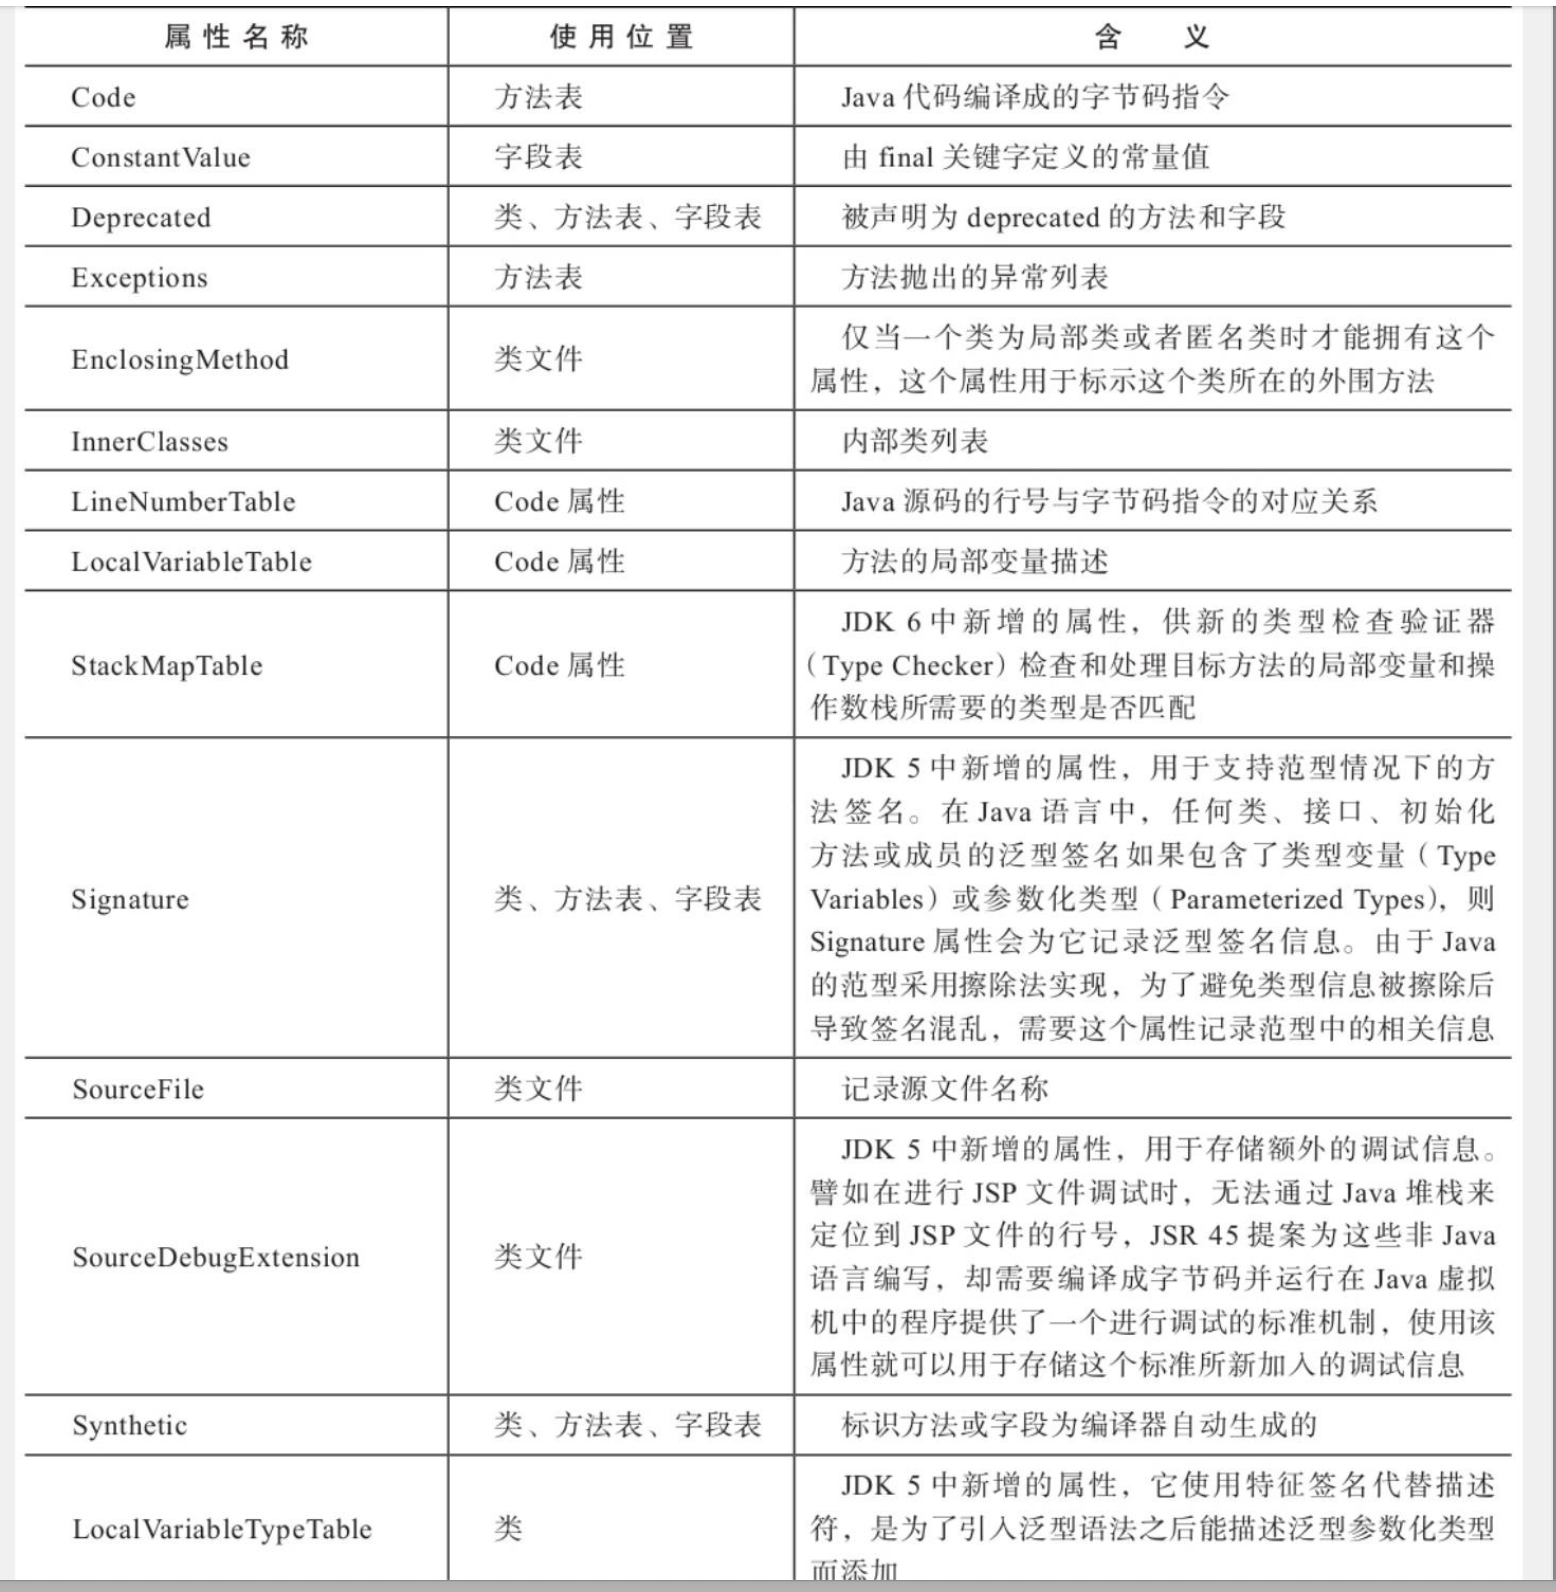 属性名称 使用位置 含 义
Code 方法表 Java 代码编译成的字节码指令
ConstantValue 字段表 由 final 关键字定义的常量值
Deprecated 类、方法表、字段表 被声明为 deprecated 的方法和字段
Exceptions 方法表 方法抛出的异常列表
EnclosingMethod 类文件 仅当一个类为局部类或者匿名类时才能拥有这个
属性，这个属性用于标示这个类所在的外围方法
InnerClasses 类文件 内部类列表
LineNumberTable Code 属性 Java 源码的行号与字节码指令的对应关系
LocalVariableTable Code 属性 方法的局部变量描述
StackMapTable Code 属性 JDK 6 中新增的属性，供新的类型检查验证器
（Type Checker）检查和处理目标方法的局部变量和操
作数栈所需要的类型是否匹配
Signature 类、方法表、字段表 JDK 5 中新增的属性，用于支持范型情况下的方
法签名。在 Java 语言中，任何类、接口、初始化
方法或成员的泛型签名如果包含了类型变量（Type
Variables）或参数化类型（Parameterized Types)，则
Signature 属性会为它记录泛型签名信息。由于 Java
的范型采用擦除法实现，为了避免类型信息被擦除后
导致签名混乱，需要这个属性记录范型中的相关信息
SourceFile 类文件 记录源文件名称
SourceDebugExtension 类文件 JDK 5 中新增的属性，用于存储额外的调试信息。
譬如在进行 JSP 文件调试时，无法通过 Java 堆栈来
定位到 JSP 文件的行号，JSR 45 提案为这些非 Java
语言编写，却需要编译成字节码并运行在 Java 虚拟
机中的程序提供了一个进行调试的标准机制，使用该
属性就可以用于存储这个标准所新加入的调试信息
Synthetic 类、方法表、字段表 标识方法或字段为编译器自动生成的
LocalVariableTypeTable 类 JDK 5 中新增的属性，它使用特征签名代替描述
符，是为了引入泛型语法之后能描述泛型参数化类型
而添加